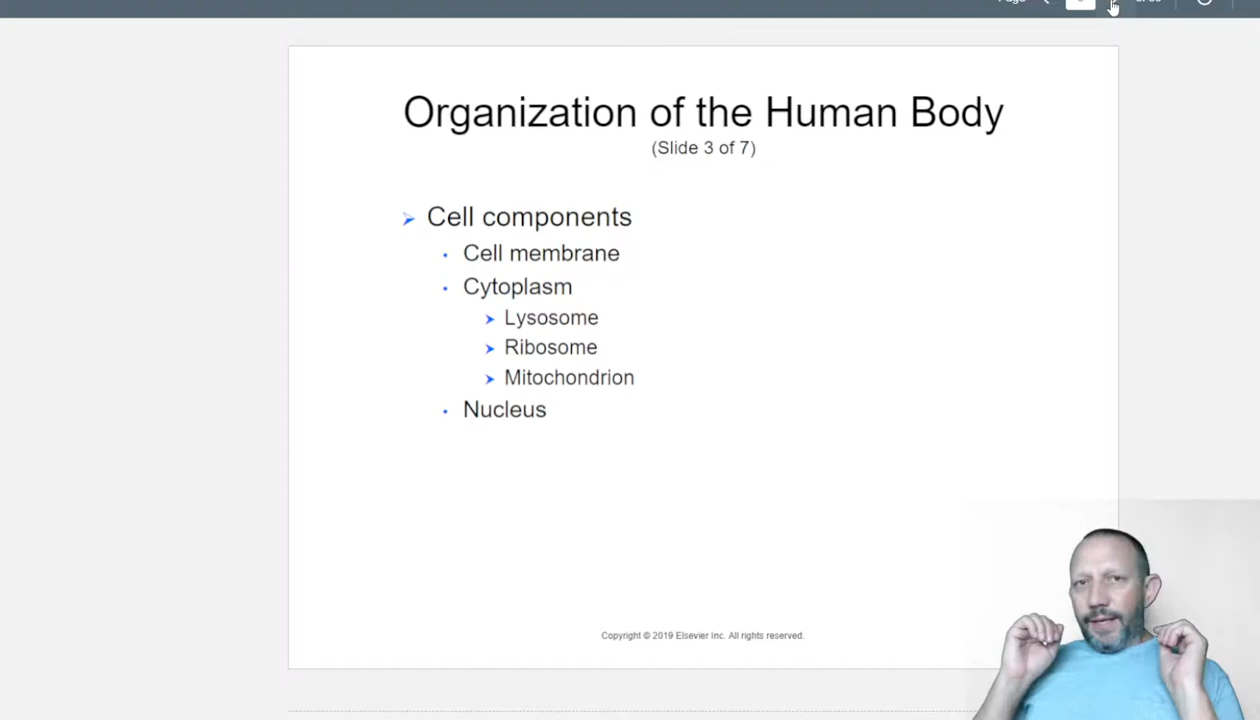 Organization of the Human Body
(Slide 3 of 7)
Cell components
Cell membrane
Cytoplasm
Lysosome
Ribosome
Mitochondrion
Nucleus
Copyright © 2019 Elsevier Inc. All rights reserved.